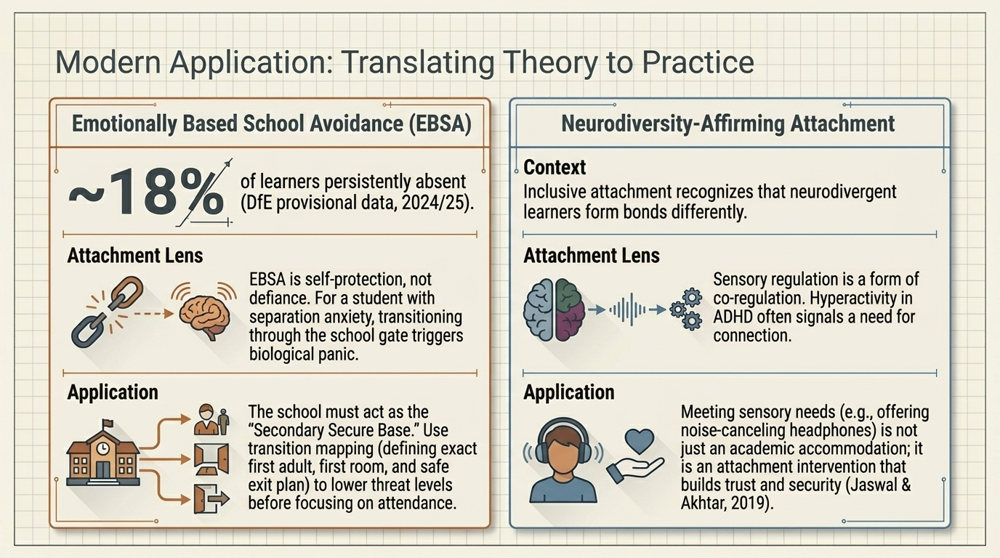 Modern Application: Translating Theory to Practice
Emotionally Based School Avoidance (EBSA)
~18%
of learners persistently absent
(DfE provisional data, 2024/25).
Attachment Lens
EBSA is self-protection, not
defiance. For a student with
separation anxiety, transitioning
through the school gate triggers
biological panic.
Application
The school must act as the
“Secondary Secure Base.” Use
transition mapping (defining exact
first adult, first room, and safe
exit plan) to lower threat levels
before focusing on attendance.
Neurodiversity-Affirming Attachment
Context
Inclusive attachment recognizes that neurodivergent
learners form bonds differently.
Attachment Lens
Sensory regulation is a form of
co-regulation. Hyperactivity in
ADHD often signals a need for
connection.
Application
Meeting sensory needs (e.g., offering
noise-canceling headphones) is not
just an academic accommodation; it
is an attachment intervention that
builds trust and security (Jaswal &
Akhtar, 2019).